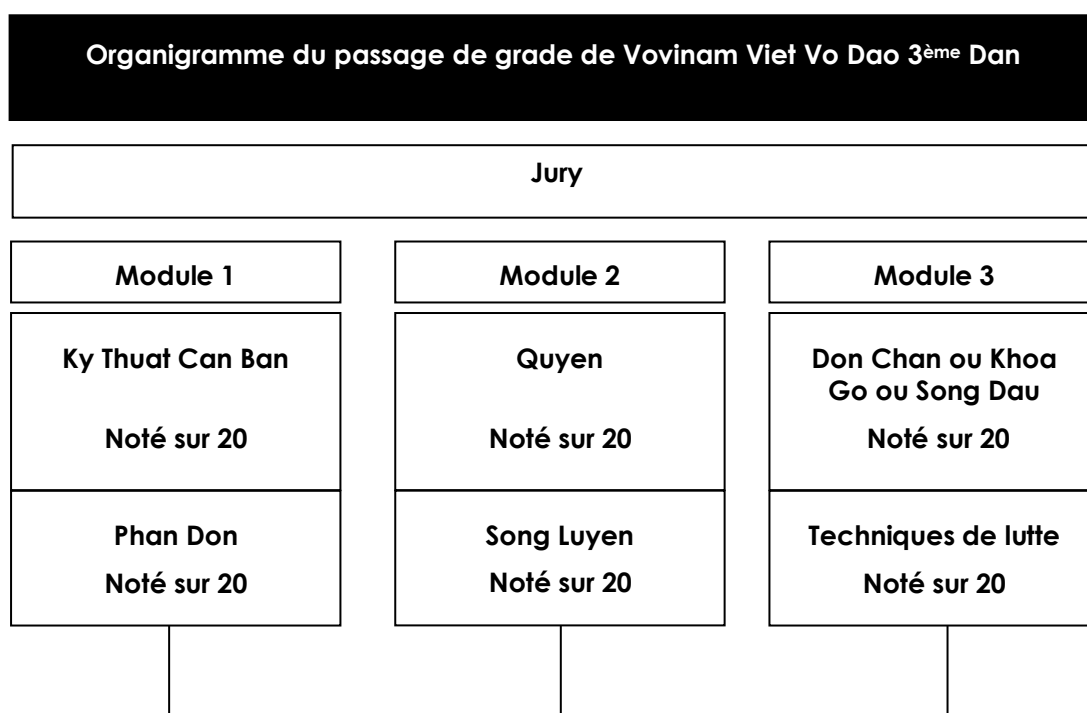 Organigramme du passage de grade de Vovinam Viet Vo Dao 3ème Dan
Jury
Module 1
Ky Thuat Can Ban
Noté sur 20
Phan Don
Noté sur 20
Module 2
Quyen
Noté sur 20
Song Luyen
Noté sur 20
Module 3
Don Chan ou Khoa
Go ou Song Dau
Noté sur 20
Techniques de lutte
Noté sur 20